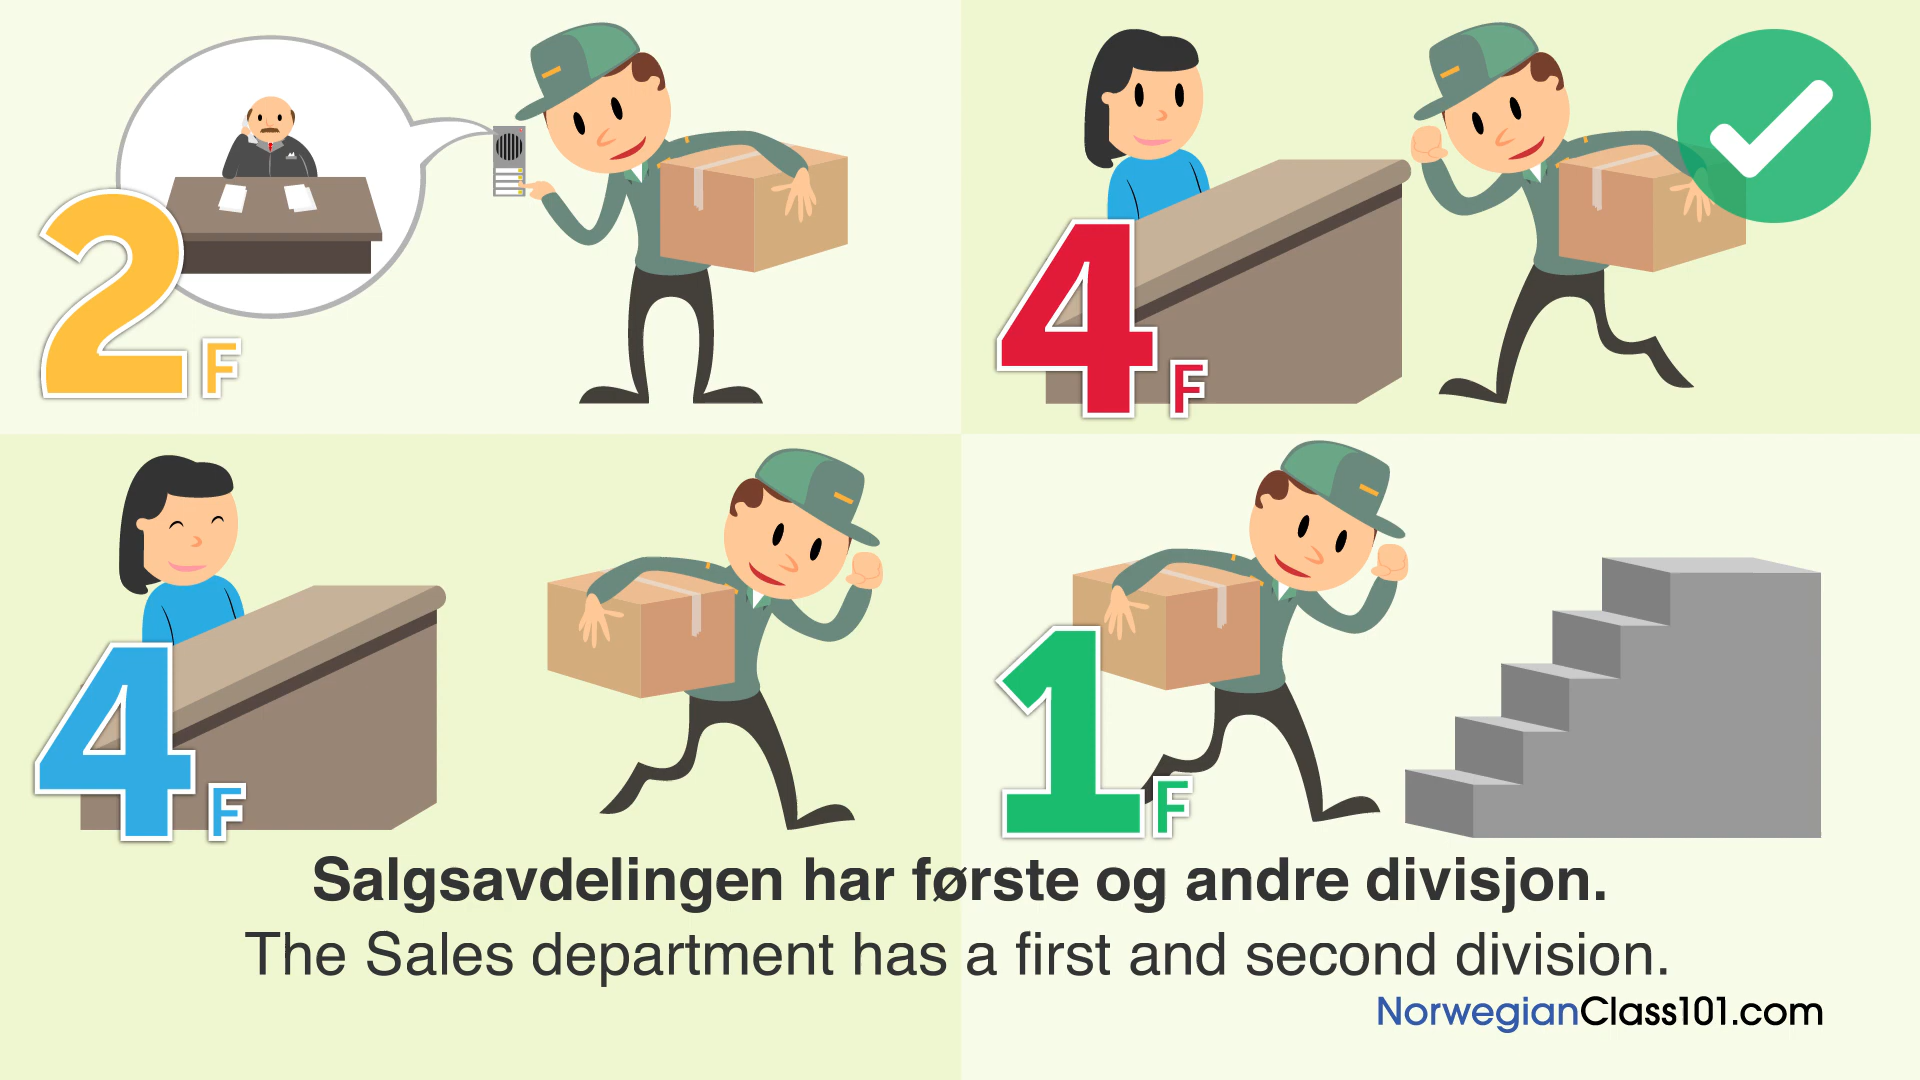 2F
4F
4F
1F
Salgsavdelingen har første og andre divisjon.
The Sales department has a first and second division.
NorwegianClass101.com